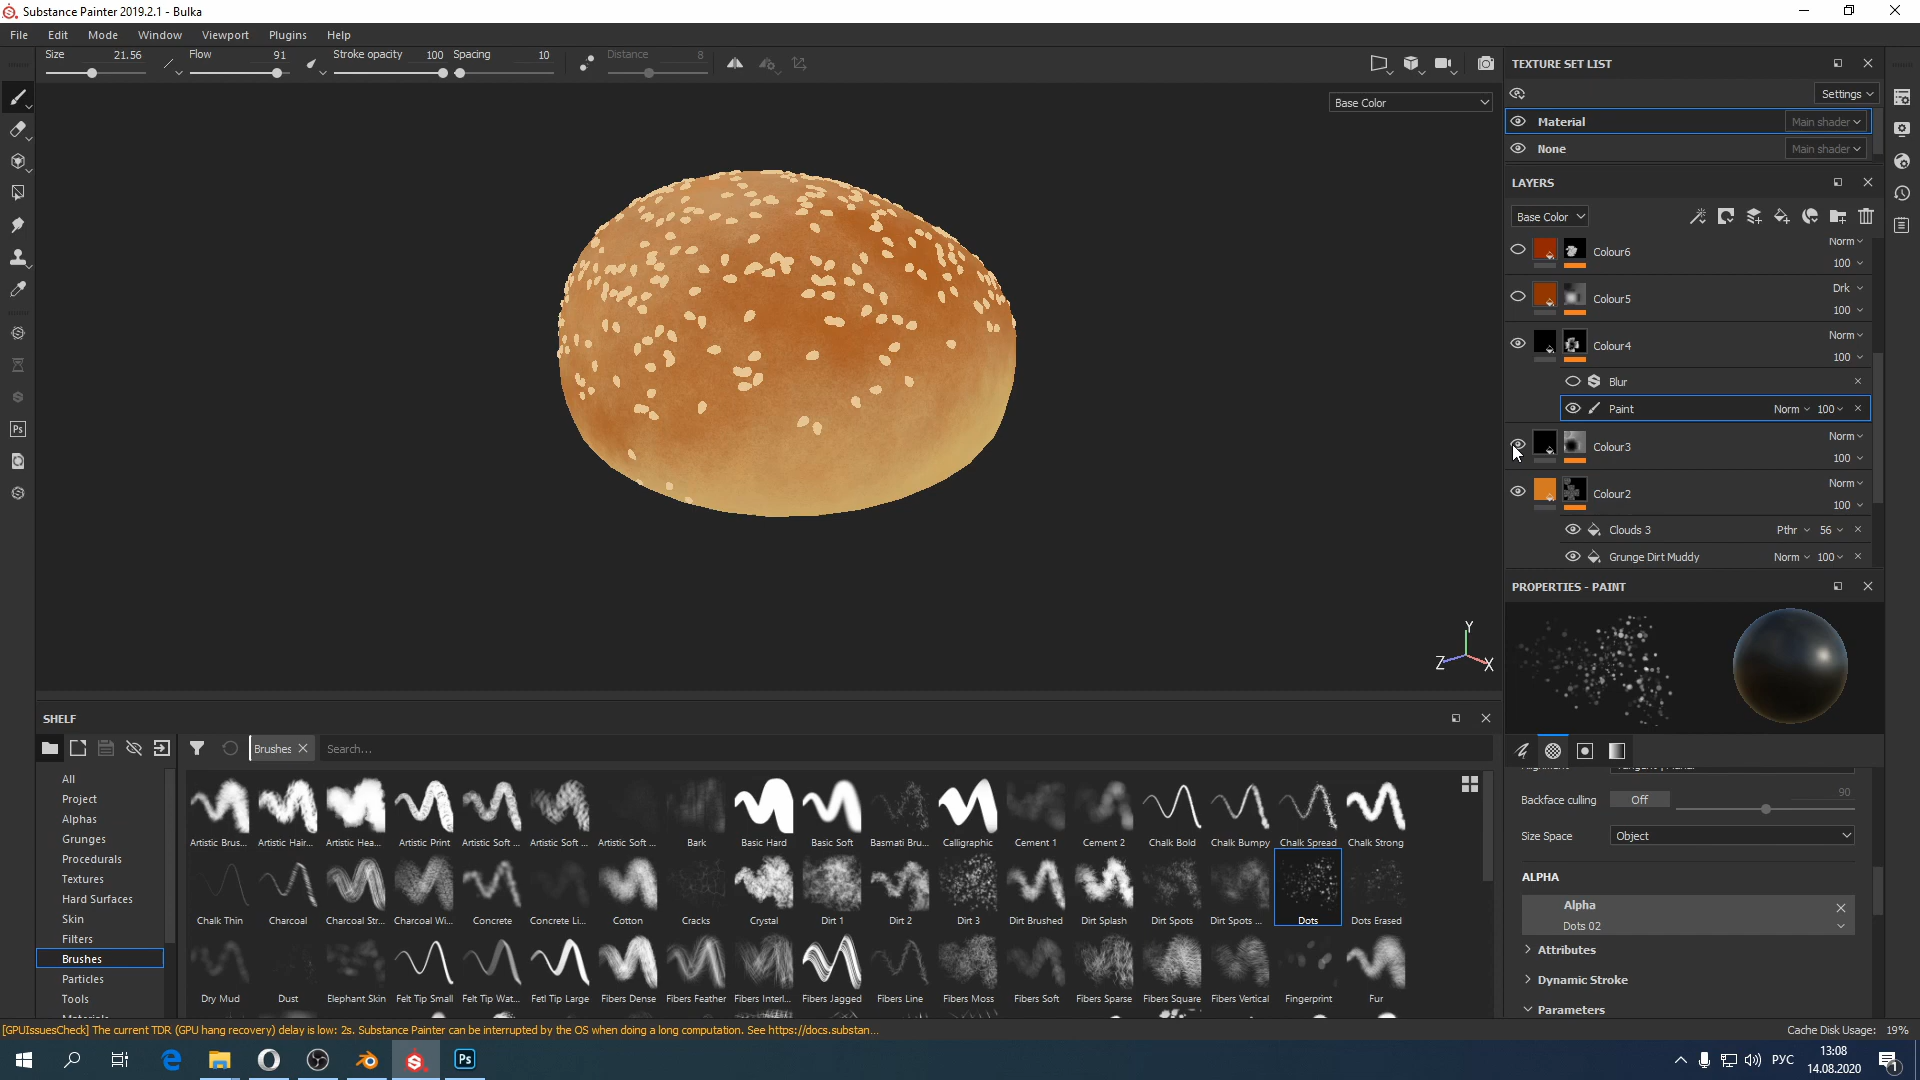 Substance Painter 2019.2.1 - Bulka
File Edit Mode Window Viewport Plugins Help
Size 21.56 Flow 91 Stroke opacity 100 Spacing 10 Distance 8
Base Color
TEXTURE SET LIST
Settings
Material Main shader
None Main shader
LAYERS
Base Color
Colour6 Norm 100
Colour5 Drk 100
Colour4 Norm 100
Blur
Paint Norm 100
Colour3 Norm 100
Colour2 Norm 100
Clouds 3 Pthr 56
Grunge Dirt Muddy Norm 100
PROPERTIES - PAINT
Backface culling Off 90
Size Space Object
ALPHA
Alpha
Dots 02
Attributes
Dynamic Stroke
Parameters
Y
Z X
SHELF
Brushes Search...
All
Project
Alphas
Grunges
Procedurals
Textures
Hard Surfaces
Skin
Filters
Brushes
Particles
Tools
Artistic Brus... Artistic Hair... Artistic Hea... Artistic Print Artistic Soft ... Artistic Soft ... Artistic Soft ... Bark Basic Hard Basic Soft Basmati Bru... Calligraphic Cement 1 Cement 2 Chalk Bold Chalk Bumpy Chalk Spread Chalk Strong
Chalk Thin Charcoal Charcoal Str... Charcoal Wi... Concrete Concrete Li... Cotton Cracks Crystal Dirt 1 Dirt 2 Dirt 3 Dirt Brushed Dirt Splash Dirt Spots Dirt Spots ... Dots Dots Erased
Dry Mud Dust Elephant Skin Felt Tip Small Felt Tip Wat... Fetl Tip Large Fibers Dense Fibers Feather Fibers Interl... Fibers Jagged Fibers Line Fibers Moss Fibers Soft Fibers Sparse Fibers Square Fibers Vertical Fingerprint Fur
[GPUIssuesCheck] The current TDR (GPU hang recovery) delay is low: 2s. Substance Painter can be interrupted by the OS when doing a long computation. See https://docs.substan...
Cache Disk Usage: 19%
Ps
Ps
РУС
13:08
14.08.2020
1